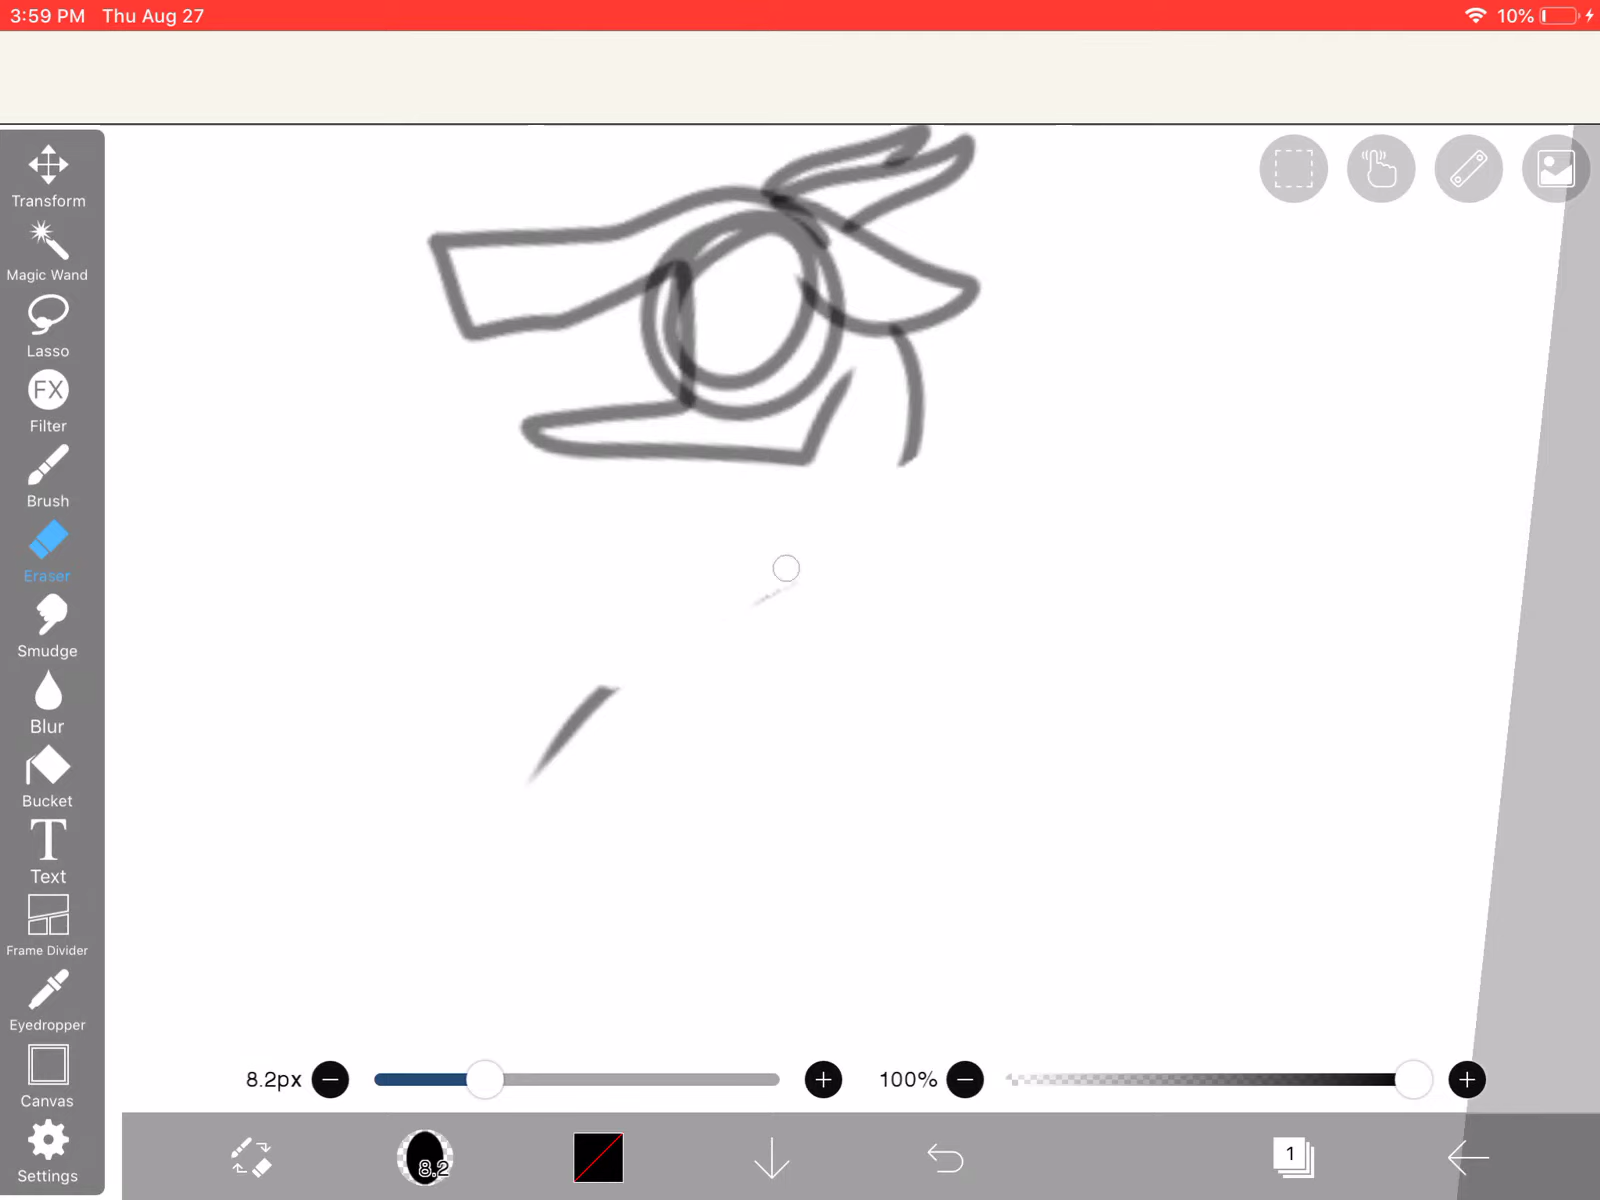 3:59 PM Thu Aug 27
10%
Transform
Magic Wand
Lasso
FX
Filter
Brush
Eraser
Smudge
Blur
Bucket
T
Text
Frame Divider
Eyedropper
Canvas
Settings
8.2px
100%
8.2
1